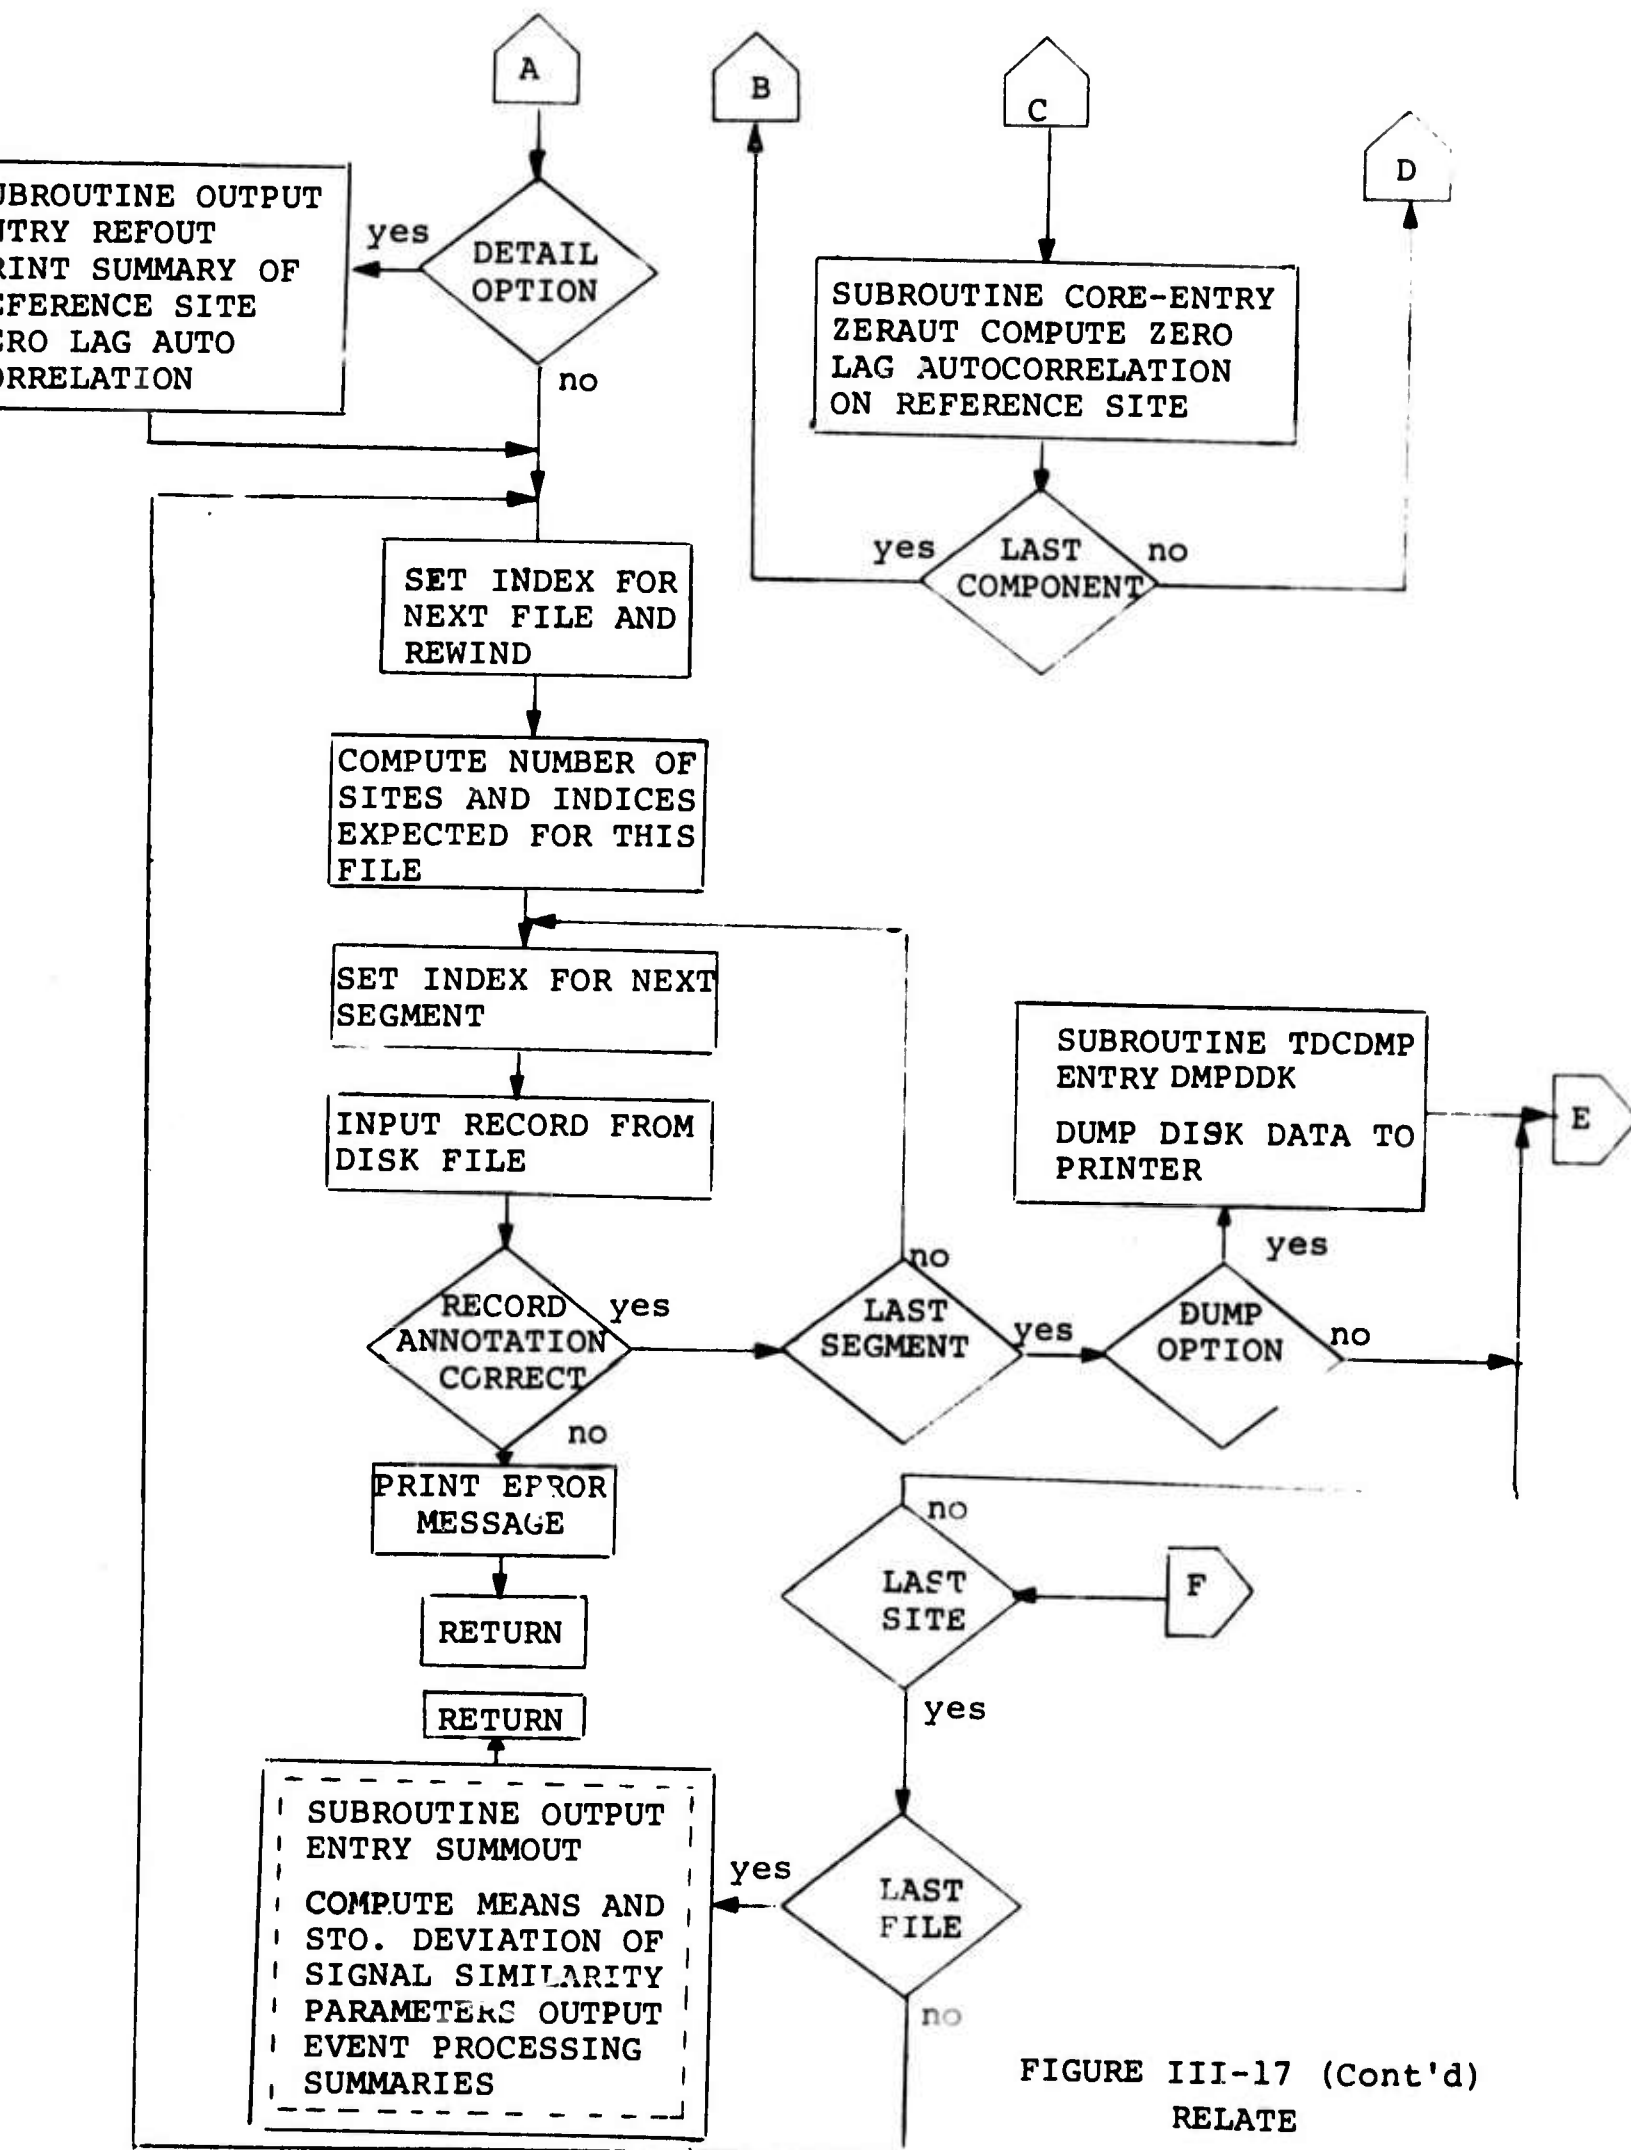 A
B
C
D
UBROUTINE OUTPUT
NTRY REFOUT
RINT SUMMARY OF
EFERENCE SITE
ERO LAG AUTO
ORRELATION
yes
DETAIL
OPTION
no
SUBROUTINE CORE-ENTRY
ZERAUT COMPUTE ZERO
LAG AUTOCORRELATION
ON REFERENCE SITE
yes
LAST
COMPONENT
no
SET INDEX FOR
NEXT FILE AND
REWIND
COMPUTE NUMBER OF
SITES AND INDICES
EXPECTED FOR THIS
FILE
SET INDEX FOR NEXT
SEGMENT
INPUT RECORD FROM
DISK FILE
SUBROUTINE TDCDMP
ENTRY DMPDDK
DUMP DISK DATA TO
PRINTER
E
RECORD
ANNOTATION
CORRECT
yes
no
no
LAST
SEGMENT
yes
yes
DUMP
OPTION
no
PRINT ERROR
MESSAGE
RETURN
no
LAST
SITE
F
yes
RETURN
SUBROUTINE OUTPUT
ENTRY SUMMOUT
COMPUTE MEANS AND
STO. DEVIATION OF
SIGNAL SIMILARITY
PARAMETERS OUTPUT
EVENT PROCESSING
SUMMARIES
yes
LAST
FILE
no
FIGURE III-17 (Cont'd)
RELATE